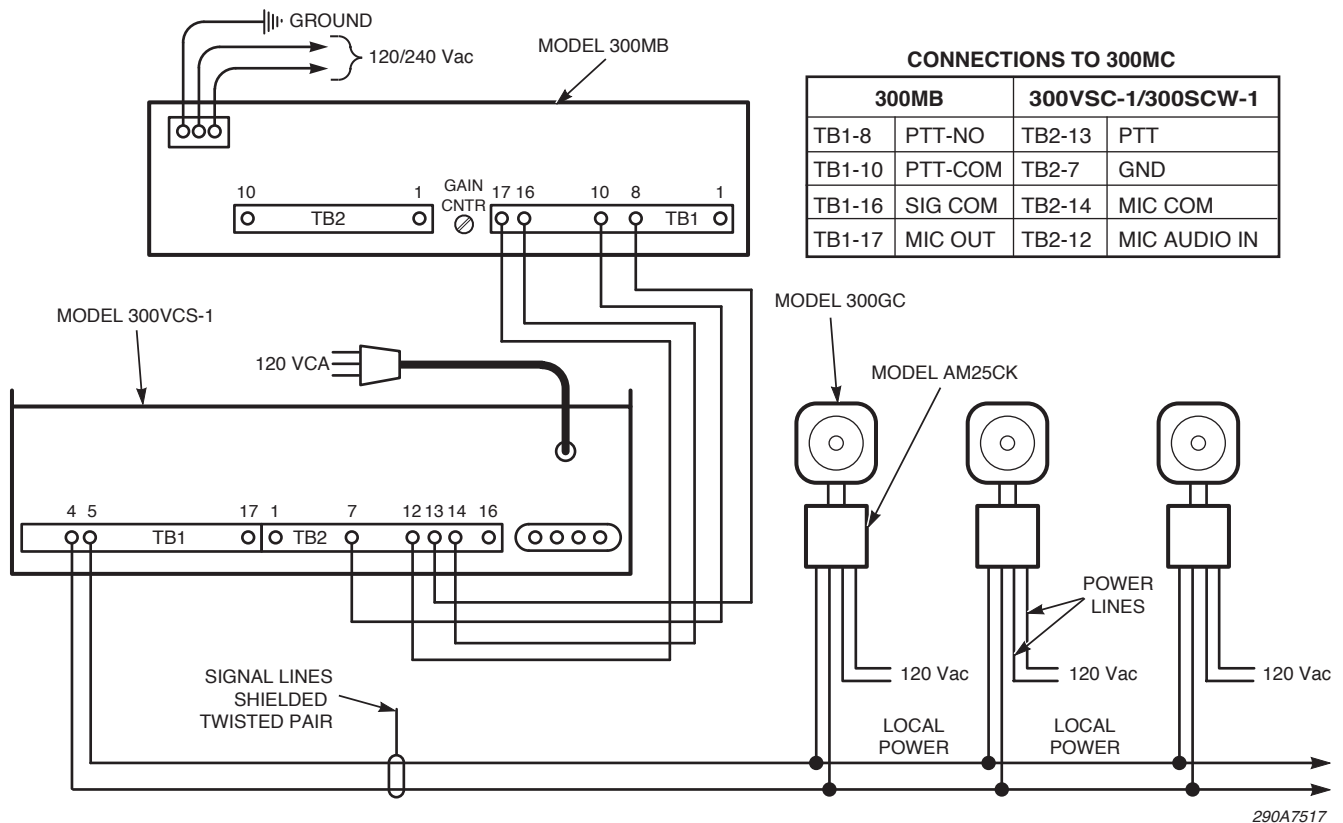 GROUND
120/240 Vac
MODEL 300MB
10 1
TB2
GAIN
CNTR
17 16 10 8 1
TB1
CONNECTIONS TO 300MC
300MB 300VSC-1/300SCW-1
TB1-8 PTT-NO TB2-13 PTT
TB1-10 PTT-COM TB2-7 GND
TB1-16 SIG COM TB2-14 MIC COM
TB1-17 MIC OUT TB2-12 MIC AUDIO IN
MODEL 300VCS-1
120 VCA
4 5 17 1 7 12 13 14 16
TB1 TB2
MODEL 300GC
MODEL AM25CK
POWER
LINES
120 Vac 120 Vac 120 Vac
SIGNAL LINES
SHIELDED
TWISTED PAIR
LOCAL
POWER
LOCAL
POWER
290A7517